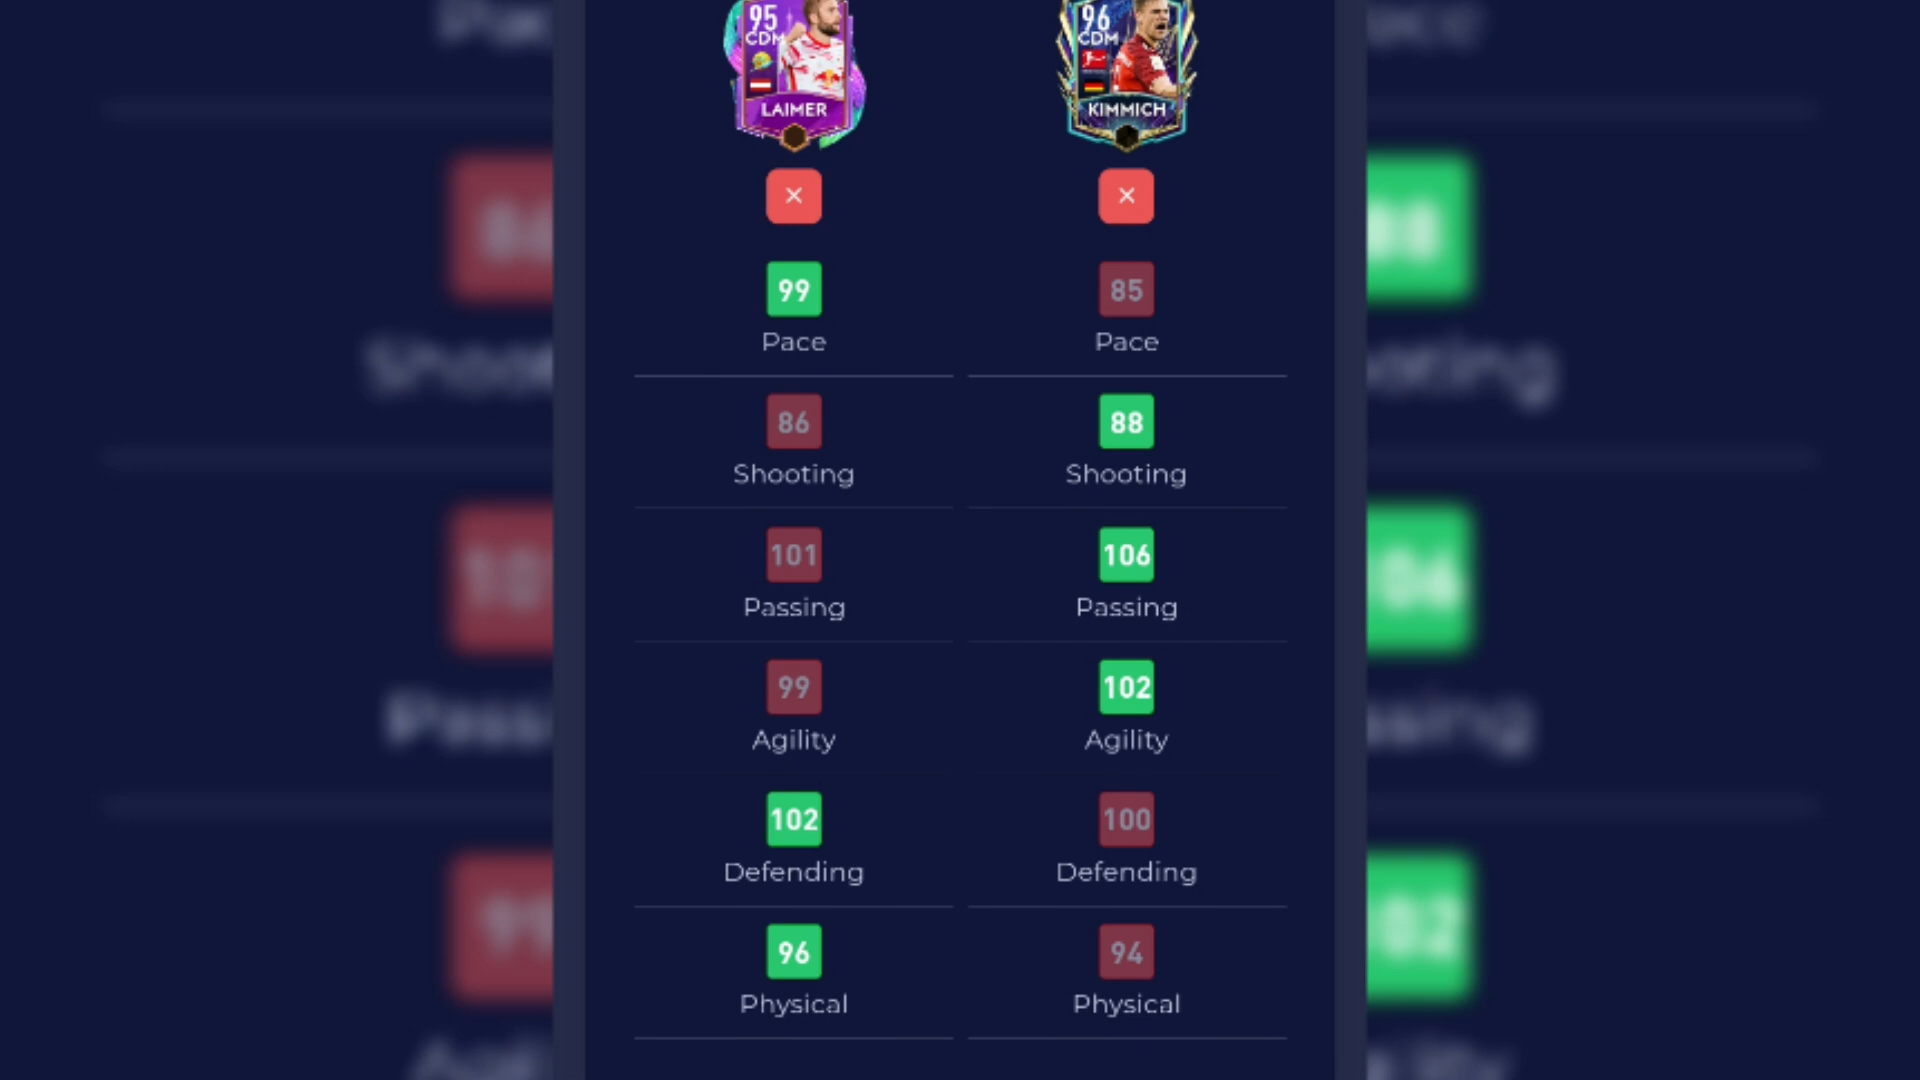 95 96
CDM CDM
LAIMER KIMMICH
99 85
Pace Pace
86 88
Shooting Shooting
101 106
Passing Passing
99 102
Agility Agility
102 100
Defending Defending
96 94
Physical Physical